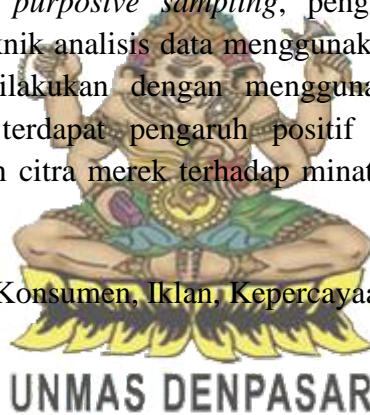 purposive sampling, peng
knik analisis data menggunak
ilakukan dengan mengguna
terdapat pengaruh positif
n citra merek terhadap minat
Konsumen, Iklan, Kepercayaa
UNMAS DENPASAR